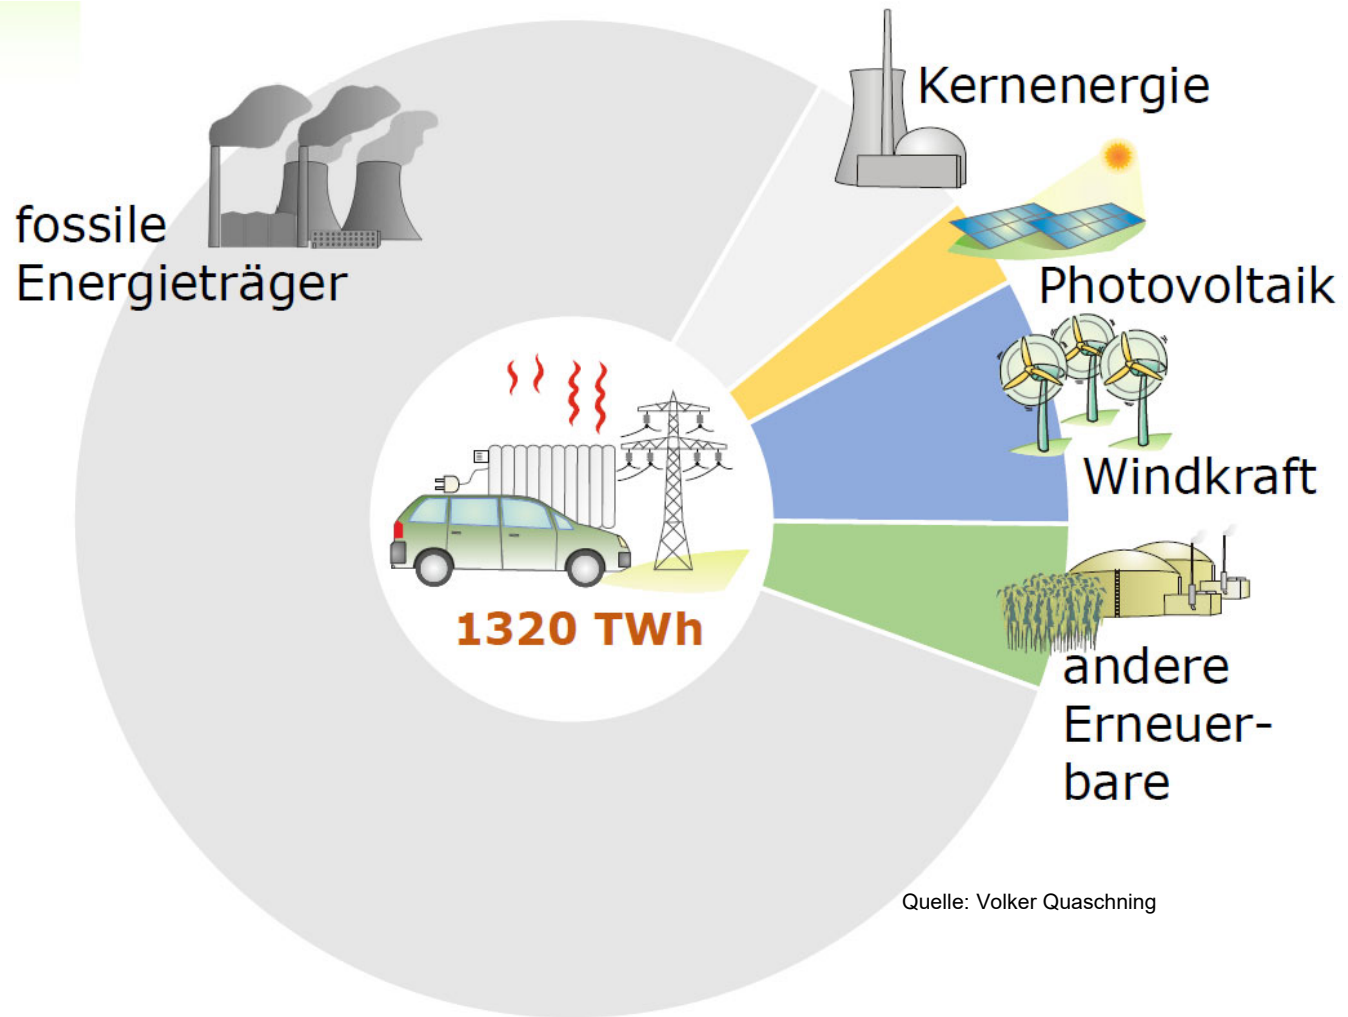 Kernenergie
fossile
Energieträger
Photovoltaik
Windkraft
1320 TWh
andere
Erneuer-
bare
Quelle: Volker Quaschning